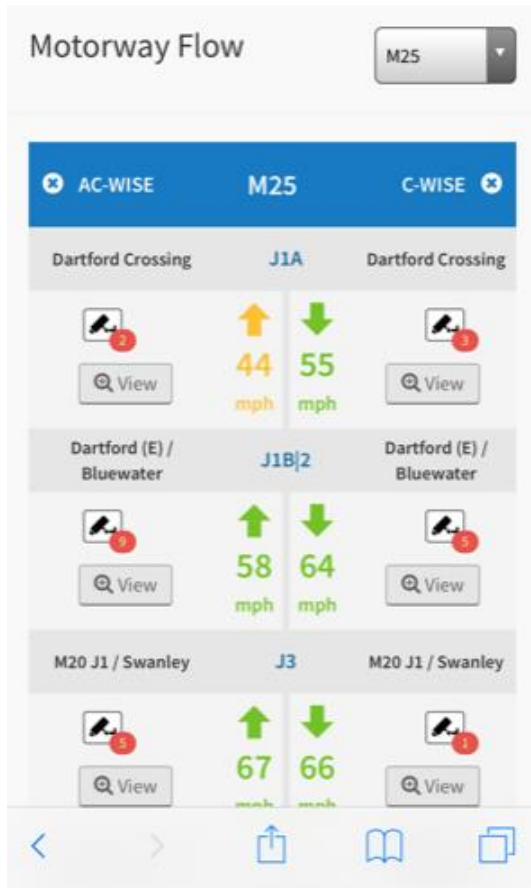 Motorway Flow
M25
AC-WISE M25 C-WISE
Dartford Crossing J1A Dartford Crossing
2 3
44 55
View View
mph mph
Dartford (E) / Dartford (E) /
Bluewater J1B|2 Bluewater
9 5
58 64
View View
mph mph
M20 J1 / Swanley J3 M20 J1 / Swanley
5 1
67 66
View View
mph mph